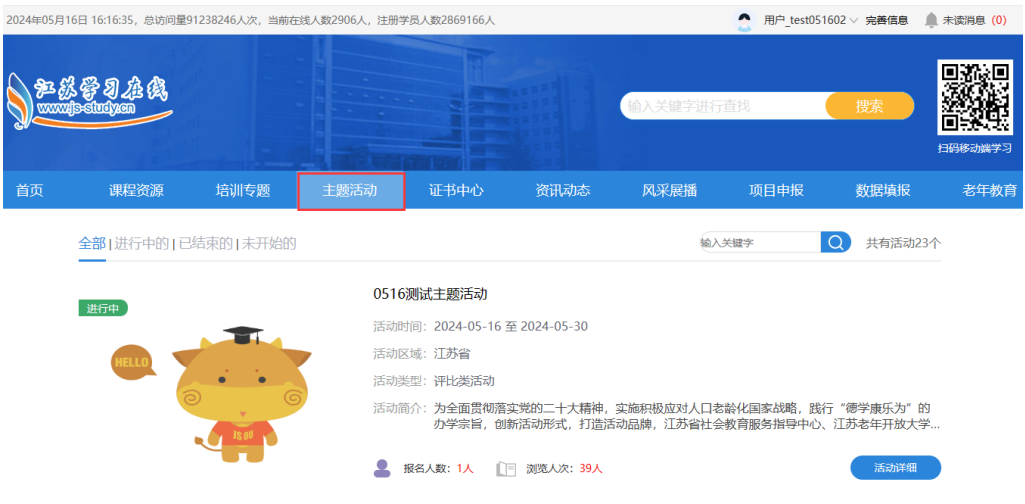 2024年05月16日 16:16:35，总访问量91238246人次，当前在线人数2906人，注册学员人数2869166人
用户_test051602 完善信息 未读消息 (0)
江苏学习在线
www.js-study.cn
输入关键字进行查找 搜索
扫码移动端学习
首页 课程资源 培训专题 主题活动 证书中心 资讯动态 风采展播 项目申报 数据填报 老年教育
全部 | 进行中的 | 已结束的 | 未开始的 输入关键字 共有活动23个
0516测试主题活动
进行中
活动时间：2024-05-16 至 2024-05-30
活动区域：江苏省
HELLO
活动类型：评比类活动
活动简介：为全面贯彻落实党的二十大精神，实施积极应对人口老龄化国家战略，践行“德学康乐为”的
办学宗旨，创新活动形式，打造活动品牌，江苏省社会教育服务指导中心、江苏老年开放大学...
报名人数：1人 浏览人次：39人 活动详细